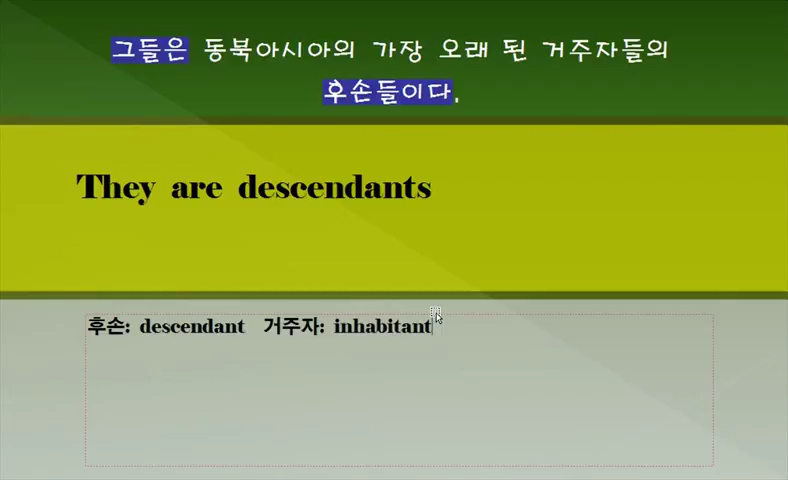 그들은 동북아시아의 가장 오래 된 거주자들의
후손들이다.
They are descendants
후손: descendant 거주자: inhabitant